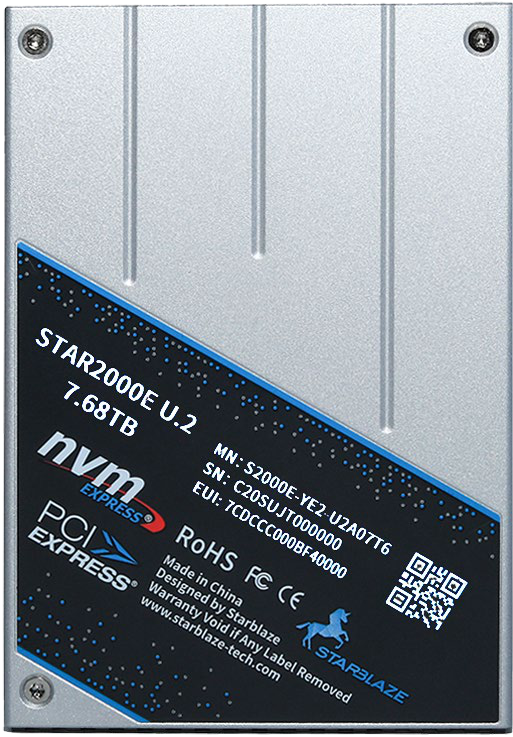 STAR2000E U.2
7.68TB
MN: S2000E-YE2-U2A07T6
SN: C20SUJT000000
EUI: 7CDCCC000BF40000
nvm
EXPRESS®
PCI
EXPRESS®
RoHS FC CE
Made in China
Designed by Starblaze
Warranty Void if Any Label Removed
www.starblaze-tech.com
STARBLAZE